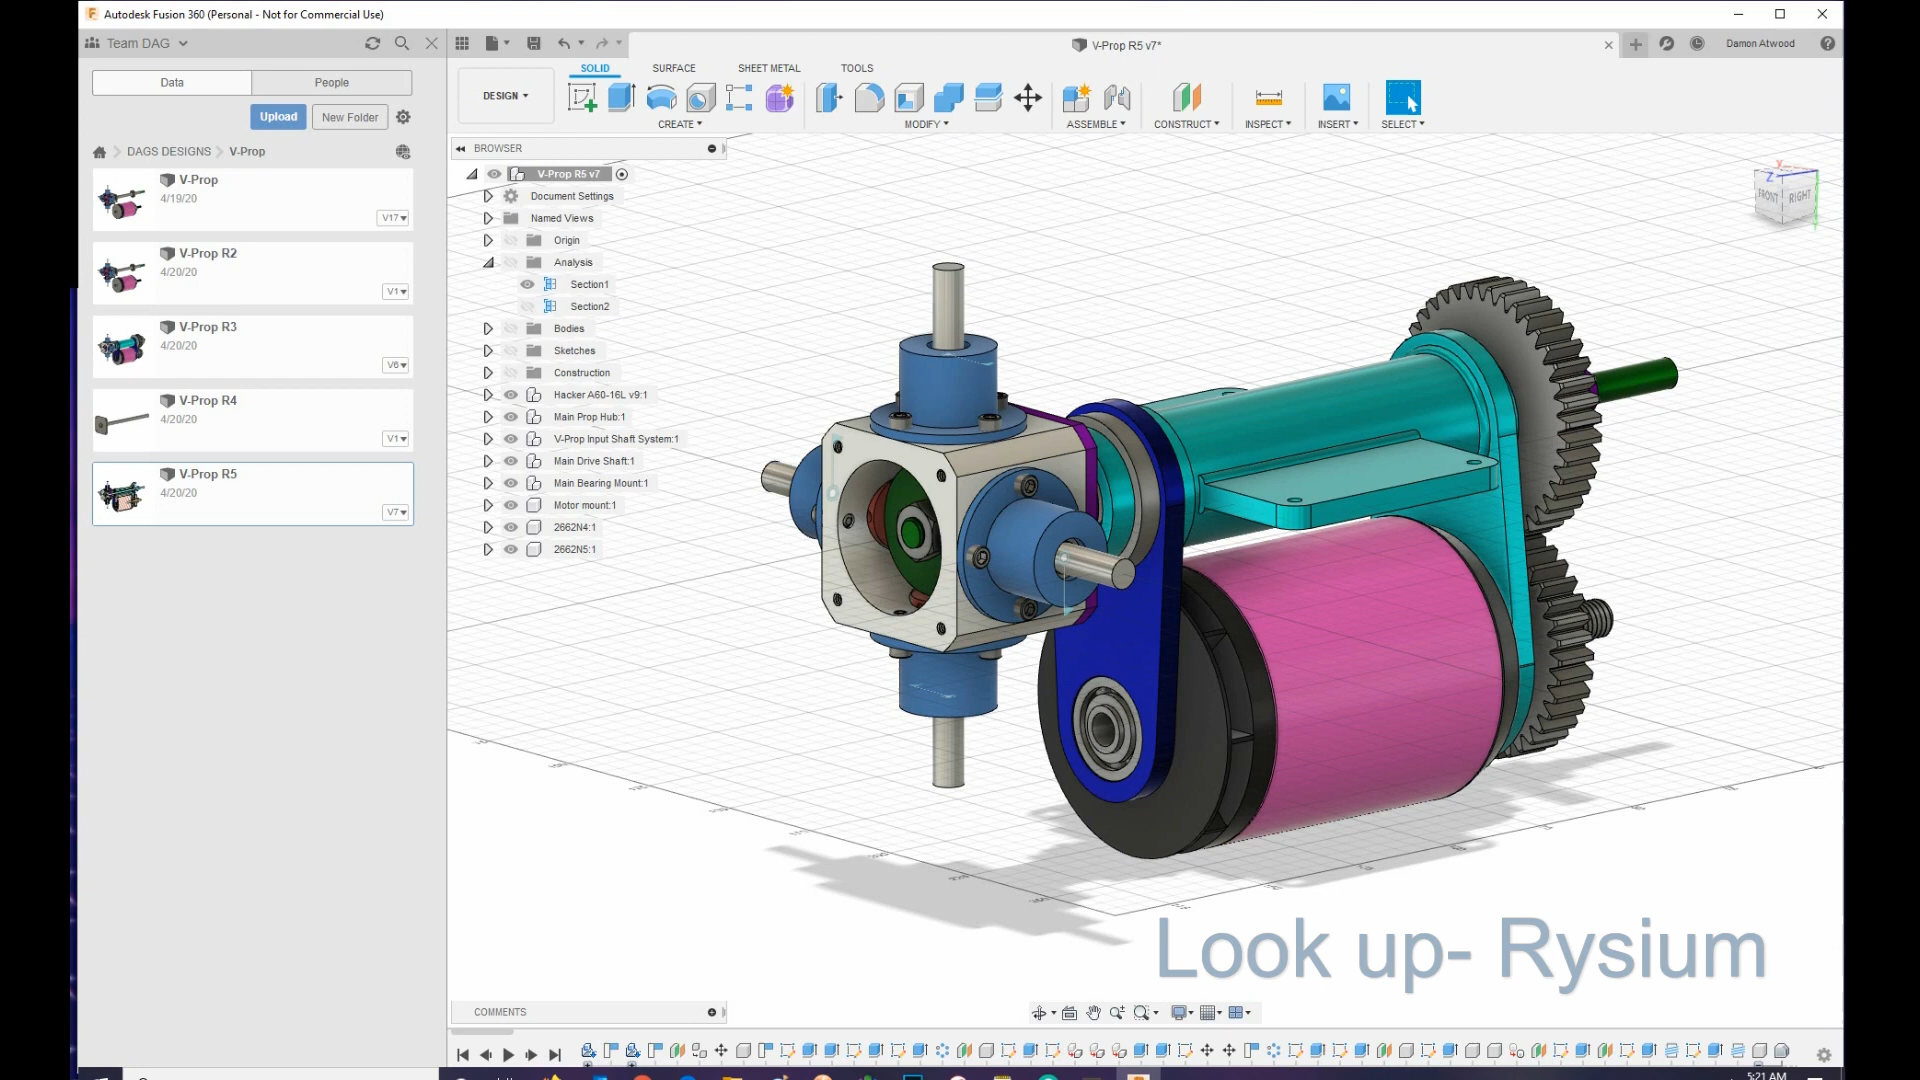 Autodesk Fusion 360 (Personal - Not for Commercial Use)
Team DAG
V-Prop R5 v7*
Damon Atwood
Data
People
Upload
New Folder
DAGS DESIGNS
V-Prop
V-Prop
4/19/20
V17
V-Prop R2
4/20/20
V1
V-Prop R3
4/20/20
V6
V-Prop R4
4/20/20
V1
V-Prop R5
4/20/20
V7
SOLID
SURFACE
SHEET METAL
TOOLS
DESIGN
CREATE
MODIFY
ASSEMBLE
CONSTRUCT
INSPECT
INSERT
SELECT
BROWSER
V-Prop R5 v7
Document Settings
Named Views
Origin
Analysis
Section1
Section2
Bodies
Sketches
Construction
Hacker A60-16L v9:1
Main Prop Hub:1
V-Prop Input Shaft System:1
Main Drive Shaft:1
Main Bearing Mount:1
Motor mount:1
2662N4:1
2662N5:1
Y
Z
FRONT
RIGHT
Look up- Rysium
COMMENTS
5:21 AM